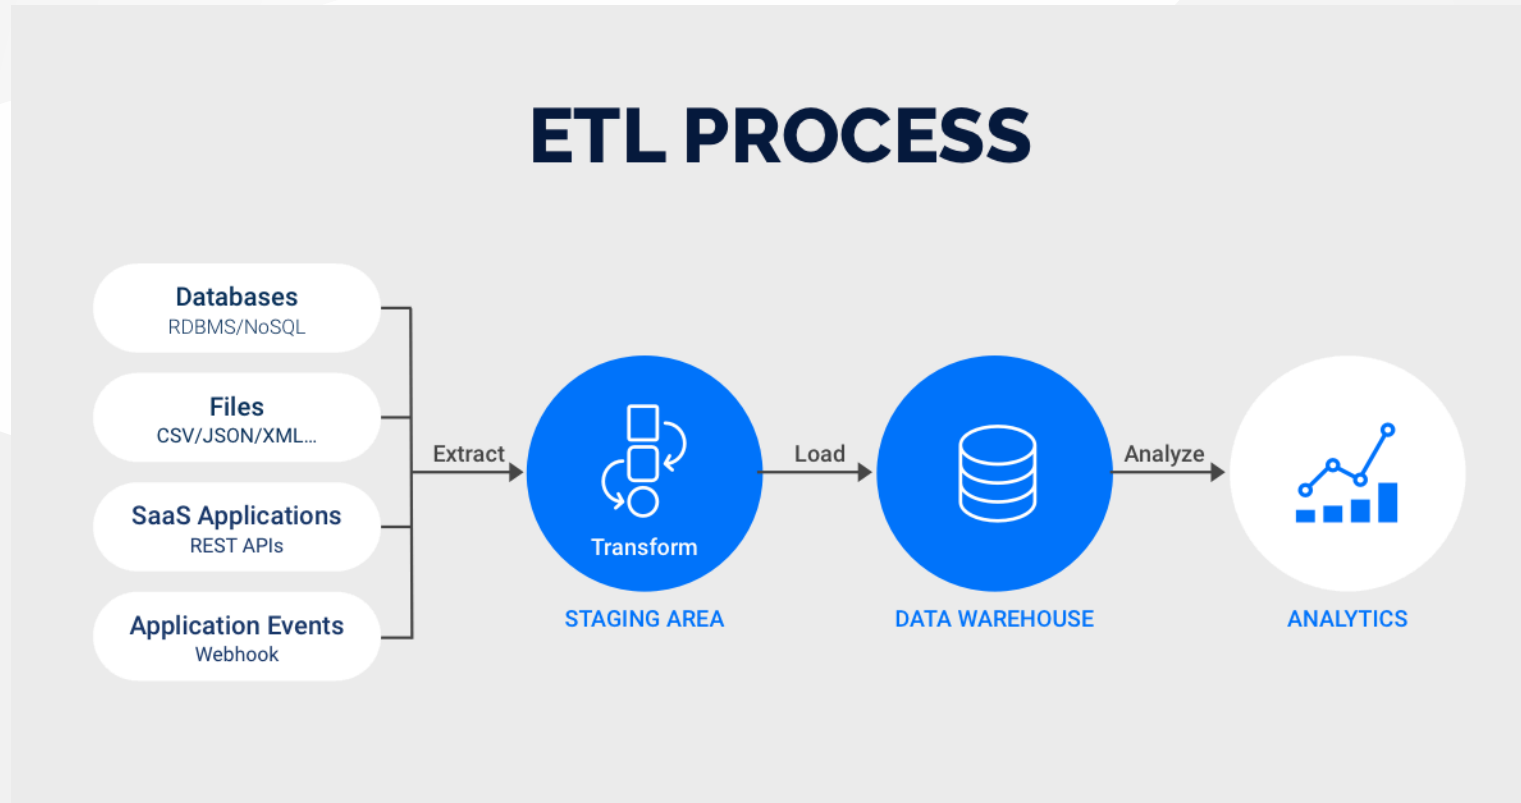 ETL PROCESS
Databases
RDBMS/NoSQL
Files
CSV/JSON/XML...
SaaS Applications
REST APIs
Application Events
Webhook
Extract
Transform
STAGING AREA
Load
DATA WAREHOUSE
Analyze
ANALYTICS